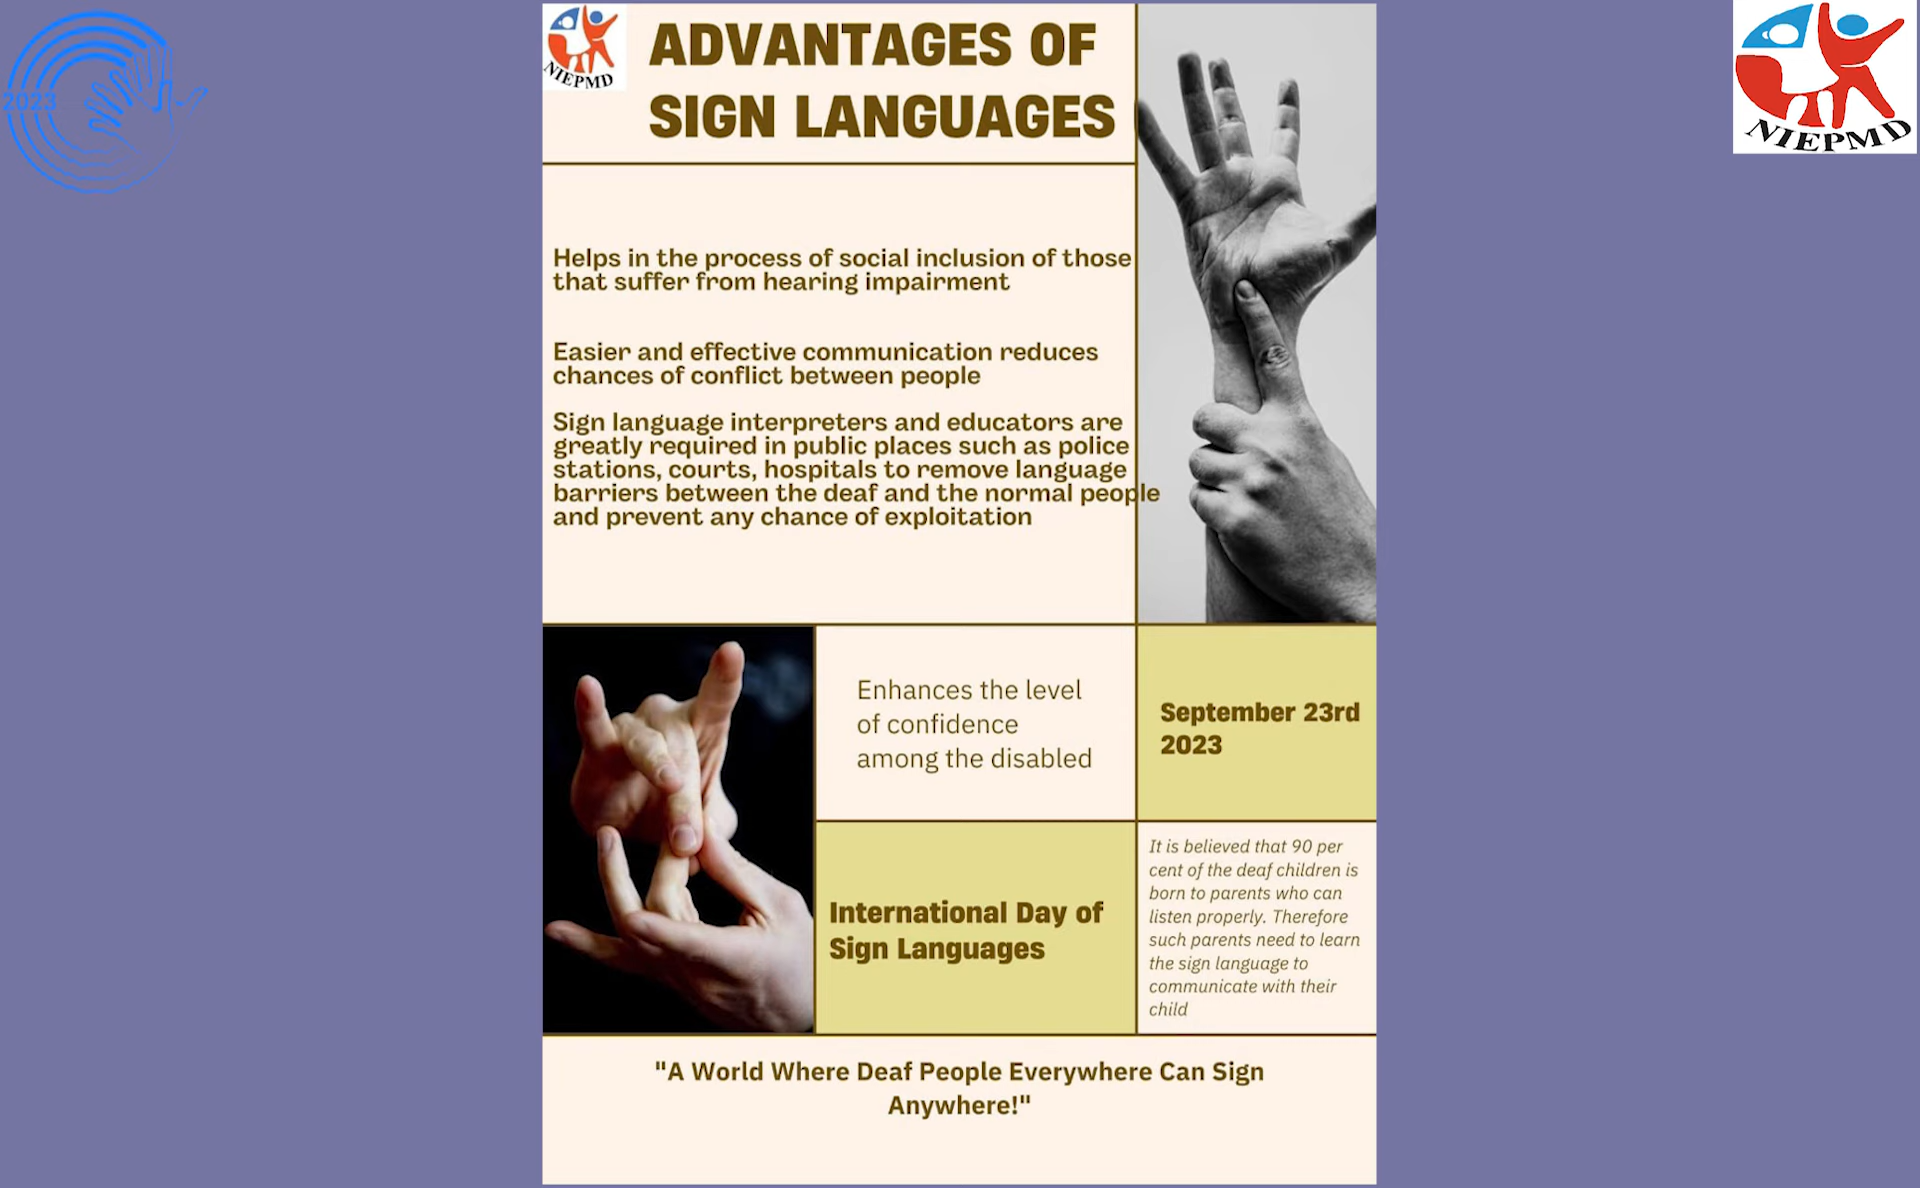 2023
NIEPMD
ADVANTAGES OF
SIGN LANGUAGES
NIEPMD
Helps in the process of social inclusion of those
that suffer from hearing impairment
Easier and effective communication reduces
chances of conflict between people
Sign language interpreters and educators are
greatly required in public places such as police
stations, courts, hospitals to remove language
barriers between the deaf and the normal people
and prevent any chance of exploitation
Enhances the level
of confidence
among the disabled
September 23rd
2023
International Day of
Sign Languages
It is believed that 90 per
cent of the deaf children is
born to parents who can
listen properly. Therefore
such parents need to learn
the sign language to
communicate with their
child
"A World Where Deaf People Everywhere Can Sign
Anywhere!"